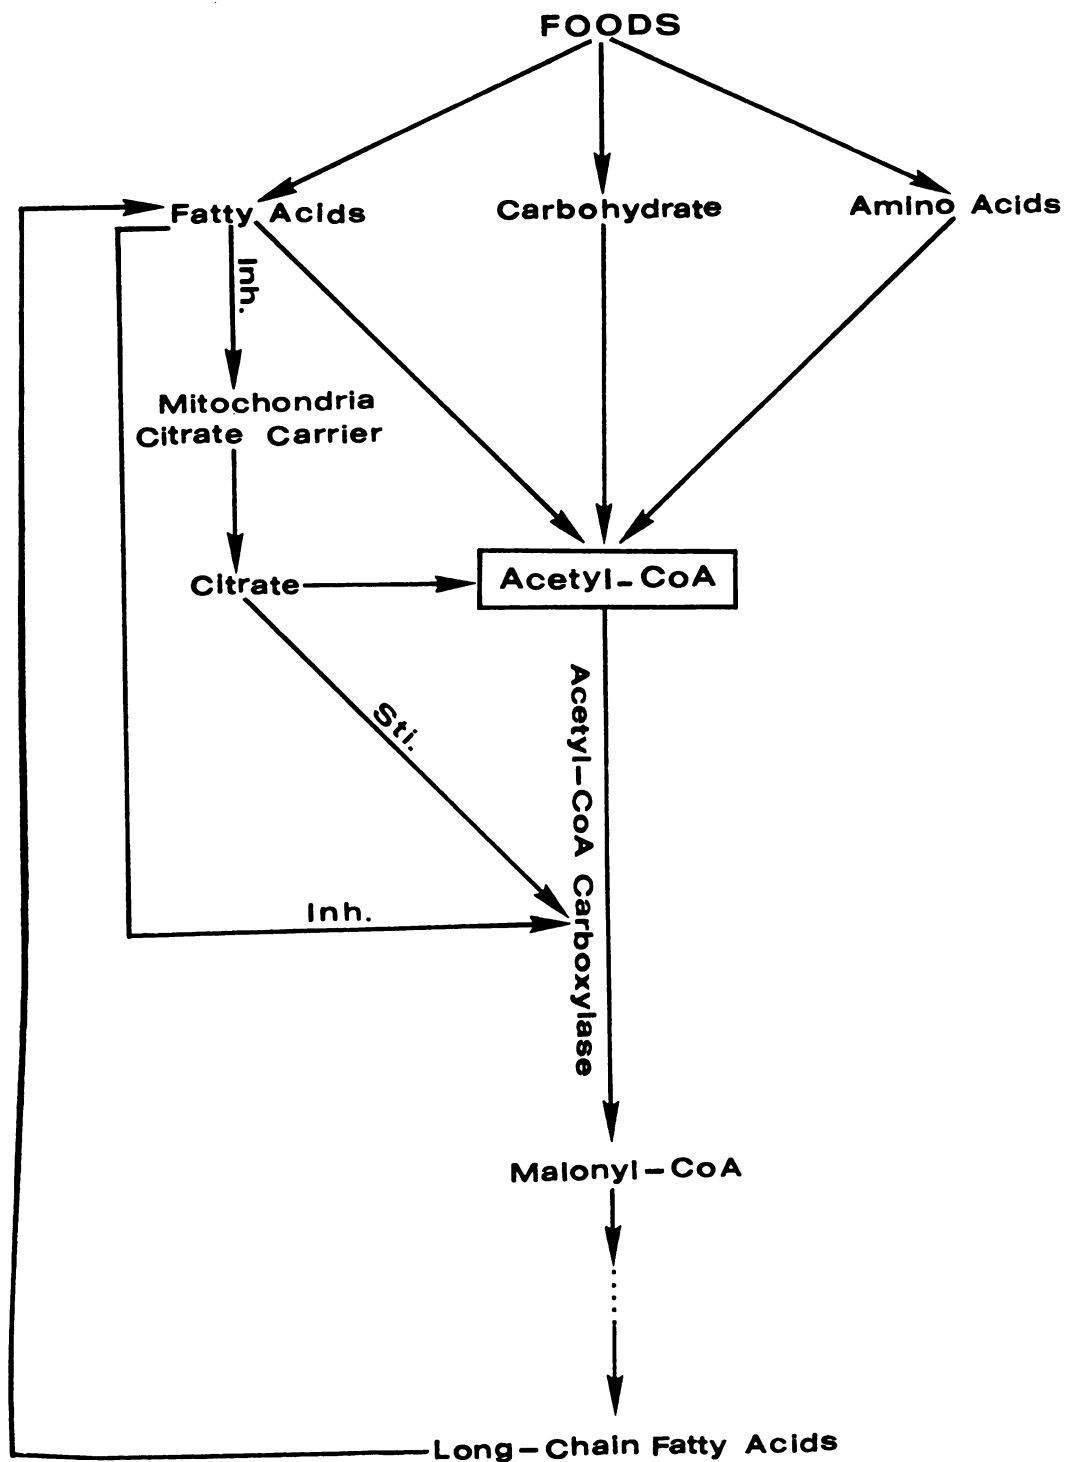 FOODS
Fatty Acids
Carbohydrate
Amino Acids
Inh.
Mitochondria
Citrate Carrier
Citrate
Acetyl-CoA
Sti.
Acetyl-CoA Carboxylase
Inh.
Malonyl-CoA
Long-Chain Fatty Acids